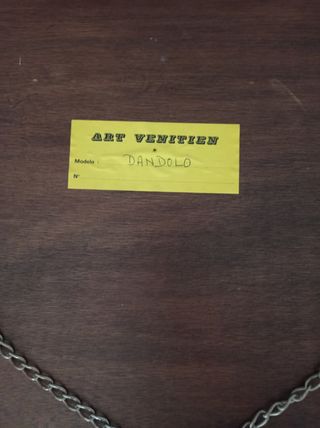 ART VENITIEN
*
Modele : DANDOLO
N°